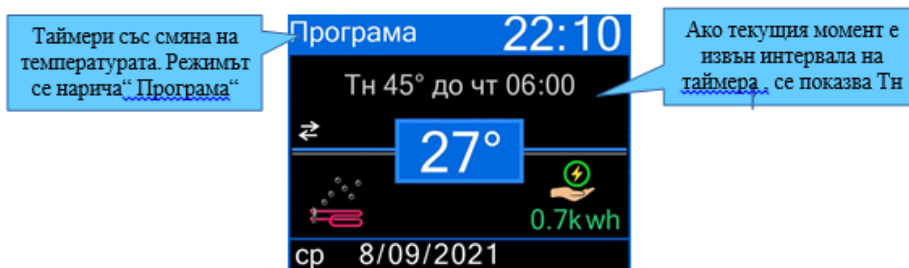 Таймери със смяна на
температурата. Режимът
се нарича“ Програма“
Програма 22:10
Ако текущия момент е
извън интервала на
таймера , се показва Тн
Тн 45° до чт 06:00
27°
0.7k wh
ср 8/09/2021